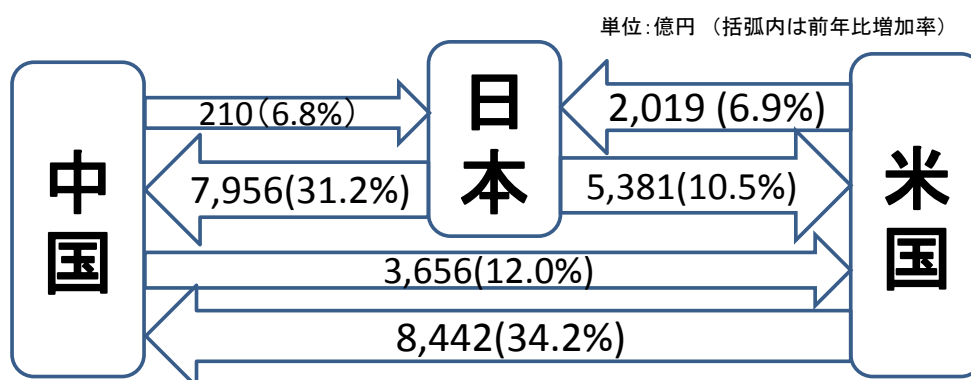 単位：億円 （括弧内は前年比増加率）
中国
日本
米国
210（6.8%）
2,019 (6.9%)
7,956(31.2%)
5,381(10.5%)
3,656(12.0%)
8,442(34.2%)